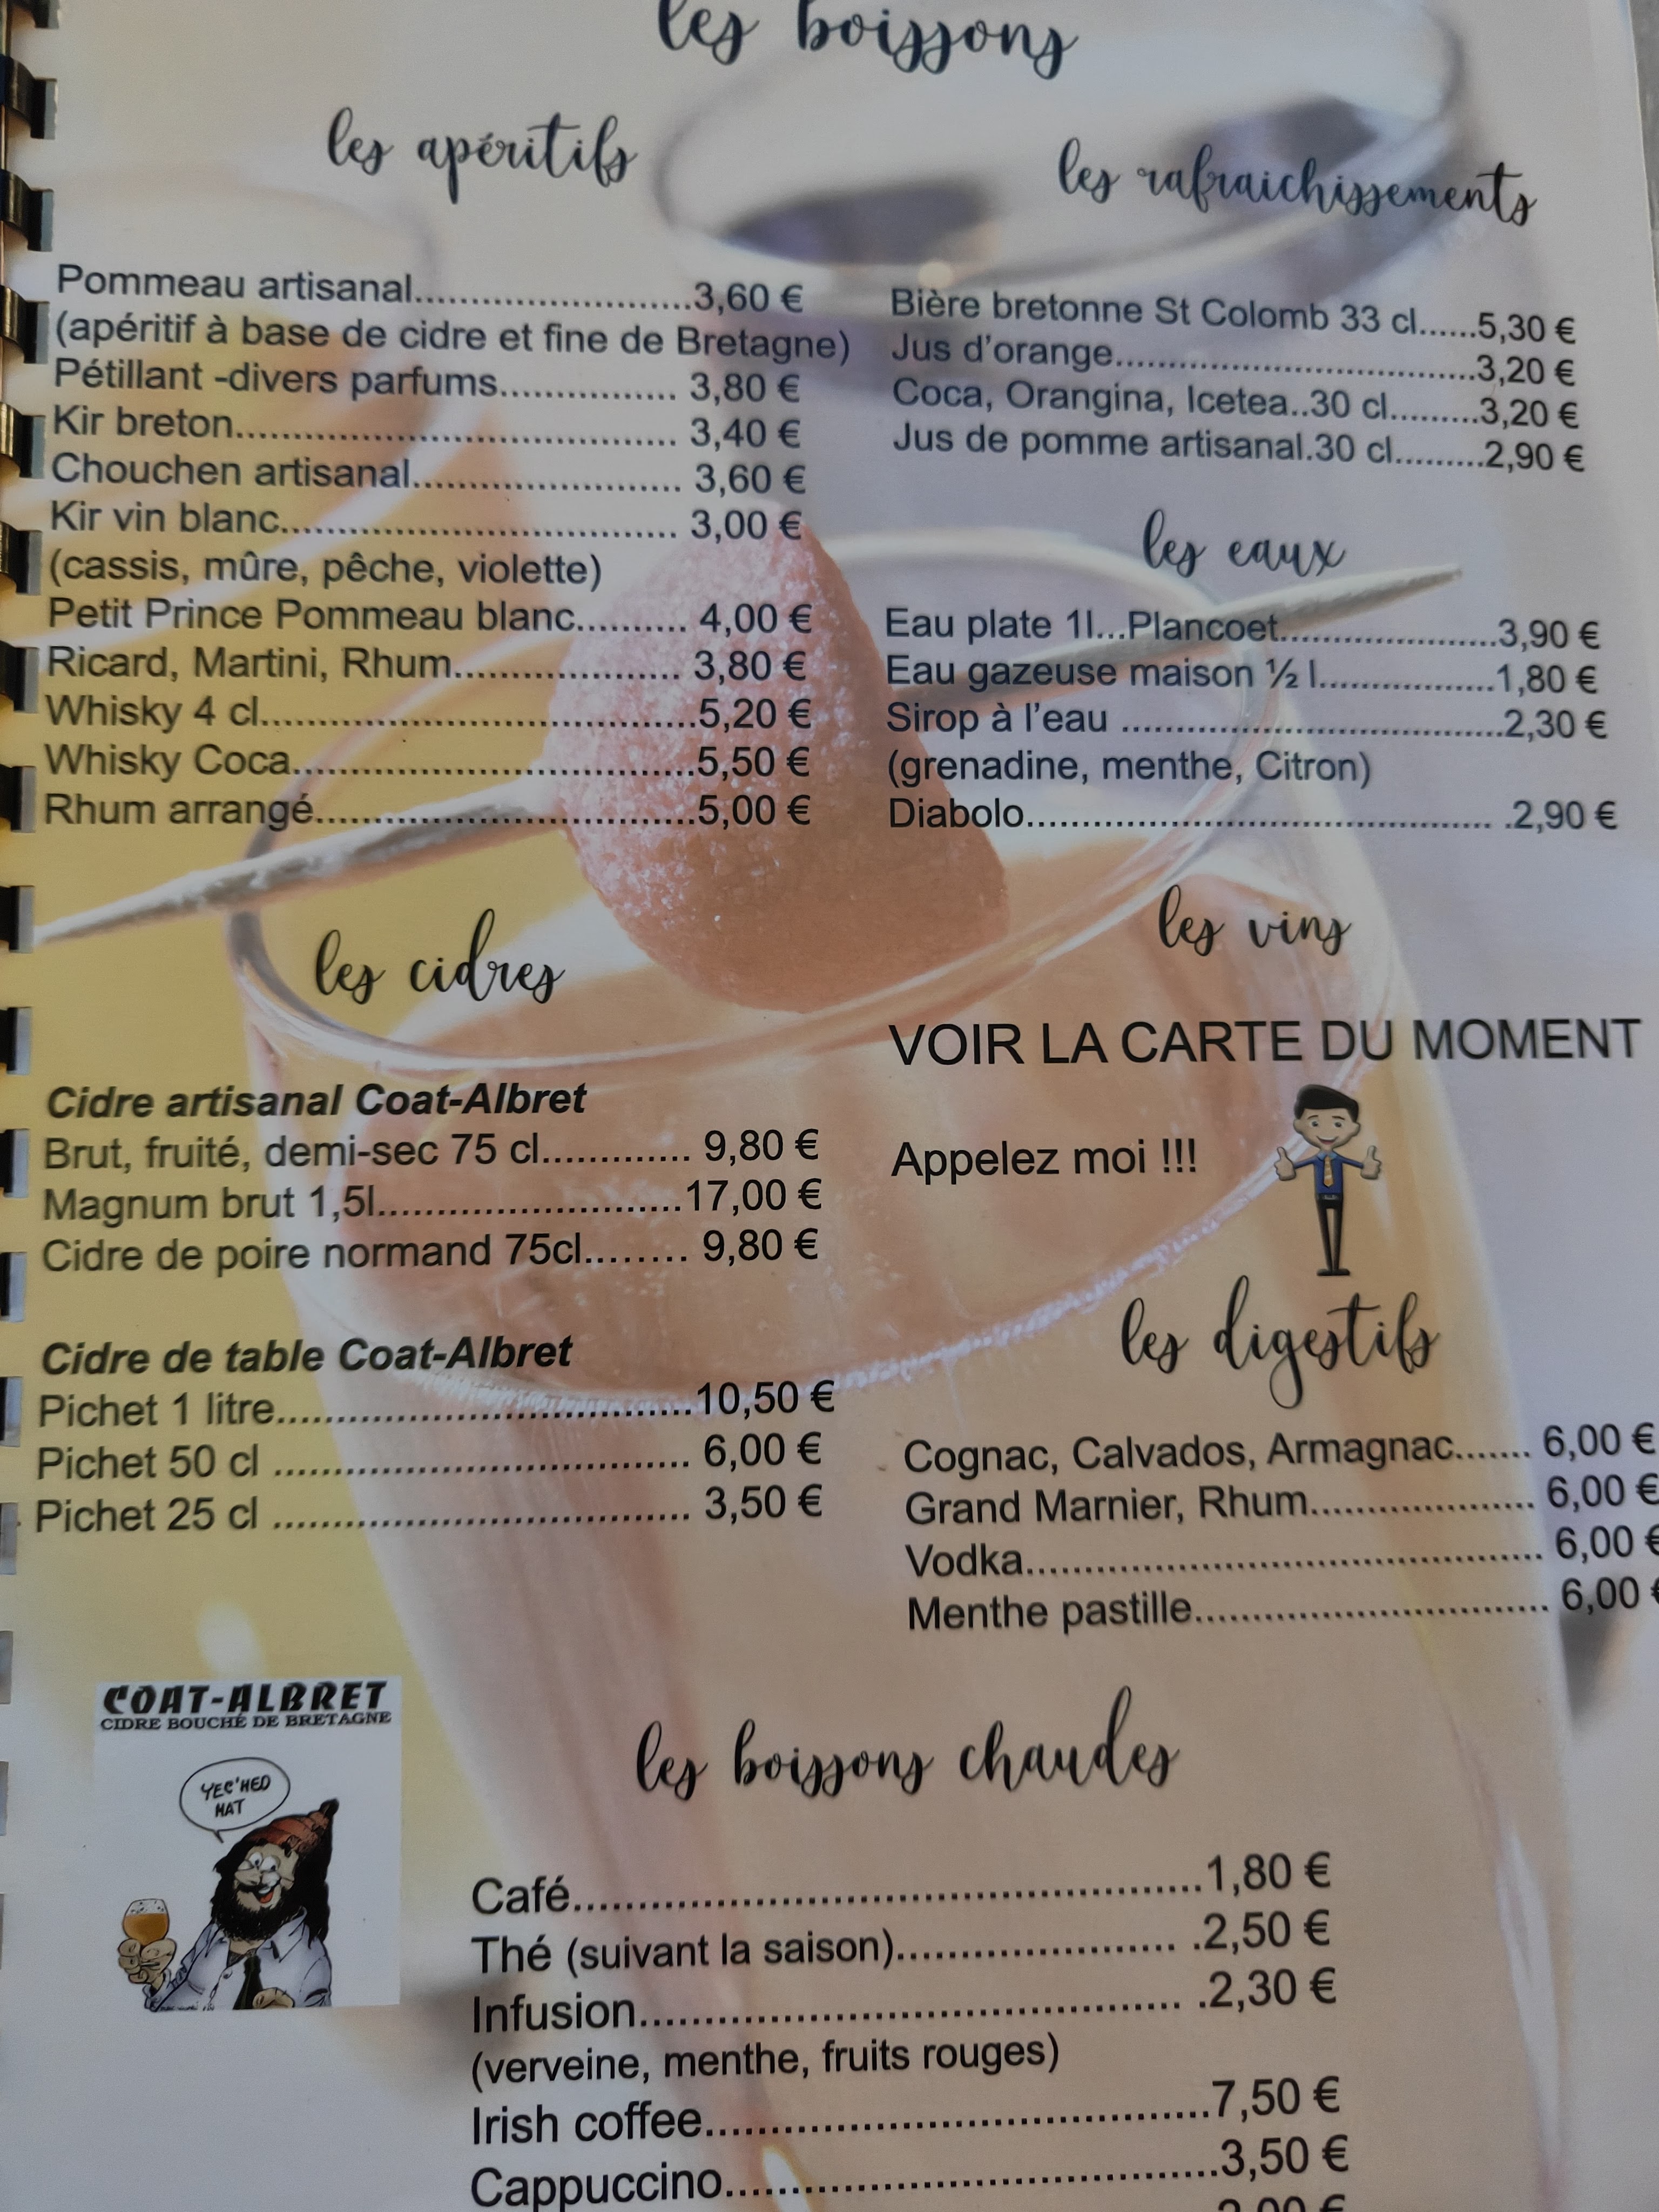 les boissons
les apéritifs
Pommeau artisanal........................3,60 €
(apéritif à base de cidre et fine de Bretagne)
Pétillant -divers parfums............... 3,80 €
Kir breton...................................... 3,40 €
Chouchen artisanal....................... 3,60 €
Kir vin blanc.................................. 3,00 €
(cassis, mûre, pêche, violette)
Petit Prince Pommeau blanc.......... 4,00 €
Ricard, Martini, Rhum.................... 3,80 €
Whisky 4 cl.....................................5,20 €
Whisky Coca...................................5,50 €
Rhum arrangé.................................5,00 €
les rafraichissements
Bière bretonne St Colomb 33 cl......5,30 €
Jus d'orange...............................3,20 €
Coca, Orangina, Icetea..30 cl.........3,20 €
Jus de pomme artisanal.30 cl.........2,90 €
les eaux
Eau plate 1l...Plancoet...................3,90 €
Eau gazeuse maison ½ l...............1,80 €
Sirop à l'eau .................................2,30 €
(grenadine, menthe, Citron)
Diabolo........................................ .2,90 €
les cidres
Cidre artisanal Coat-Albret
Brut, fruité, demi-sec 75 cl............. 9,80 €
Magnum brut 1,5l..........................17,00 €
Cidre de poire normand 75cl........ 9,80 €
Cidre de table Coat-Albret
Pichet 1 litre...................................10,50 €
Pichet 50 cl ................................... 6,00 €
Pichet 25 cl ................................... 3,50 €
les vins
VOIR LA CARTE DU MOMENT
Appelez moi !!!
les digestifs
Cognac, Calvados, Armagnac....... 6,00 €
Grand Marnier, Rhum................... 6,00 €
Vodka............................................ 6,00 €
Menthe pastille.............................. 6,00 €
COAT-ALBRET
CIDRE BOUCHÉ DE BRETAGNE
YEC'HED
MAT
les boissons chaudes
Café.....................................................1,80 €
Thé (suivant la saison)....................... .2,50 €
Infusion.............................................. .2,30 €
(verveine, menthe, fruits rouges)
Irish coffee...........................................7,50 €
Cappuccino..........................................3,50 €